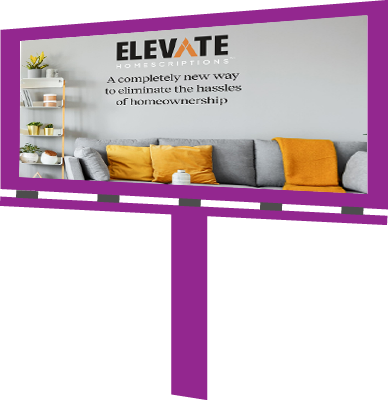 ELEVATE
HOMESCRIPTIONS
A completely new way
to eliminate the hassles
of homeownership